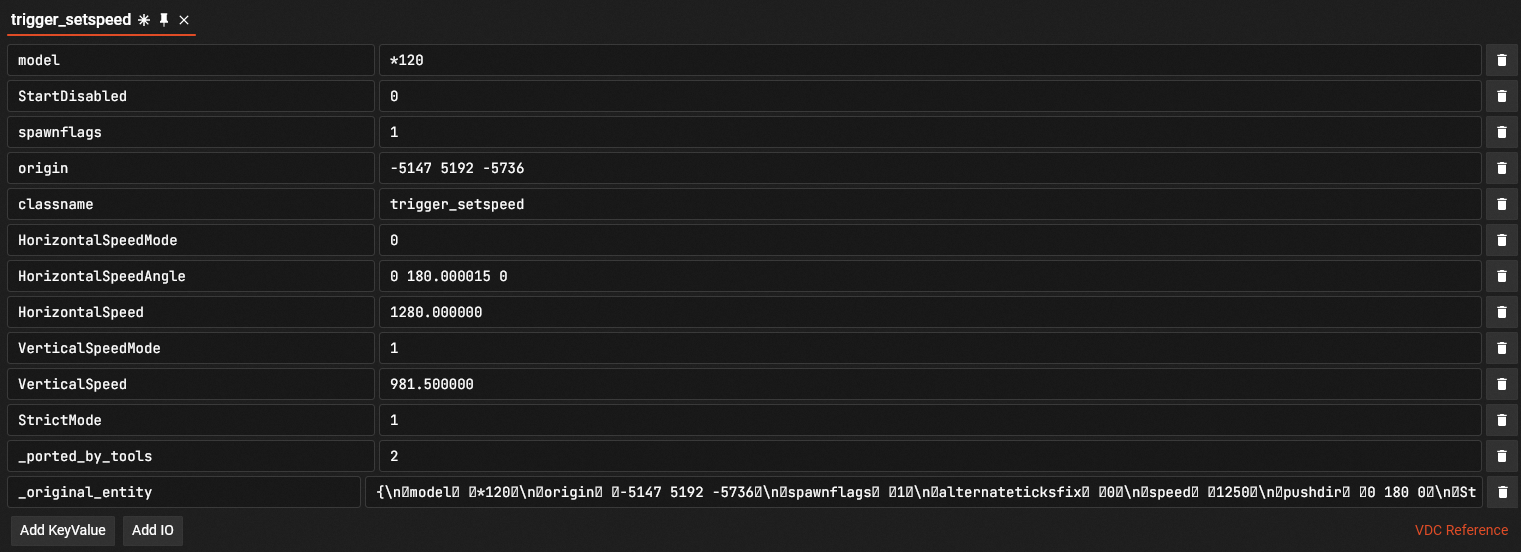 trigger_setspeed
model *120
StartDisabled 0
spawnflags 1
origin -5147 5192 -5736
classname trigger_setspeed
HorizontalSpeedMode 0
HorizontalSpeedAngle 0 180.000015 0
HorizontalSpeed 1280.000000
VerticalSpeedMode 1
VerticalSpeed 981.500000
StrictMode 1
_ported_by_tools 2
_original_entity {\n␛model␛ ␛*120␛\n␛origin␛ ␛-5147 5192 -5736␛\n␛spawnflags␛ ␛1␛\n␛alternateticksfix␛ ␛0␛\n␛speed␛ ␛1250␛\n␛pushdir␛ ␛0 180 0␛\n␛St
Add KeyValue Add IO VDC Reference